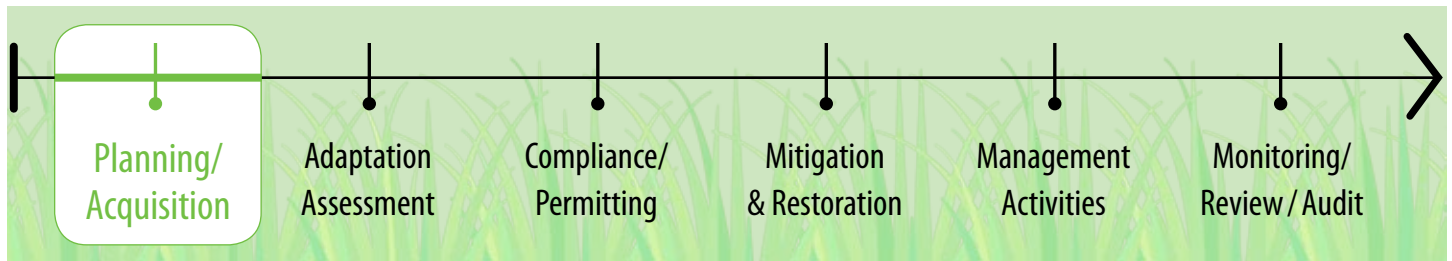 Planning/
Acquisition
Adaptation
Assessment
Compliance/
Permitting
Mitigation
& Restoration
Management
Activities
Monitoring/
Review / Audit